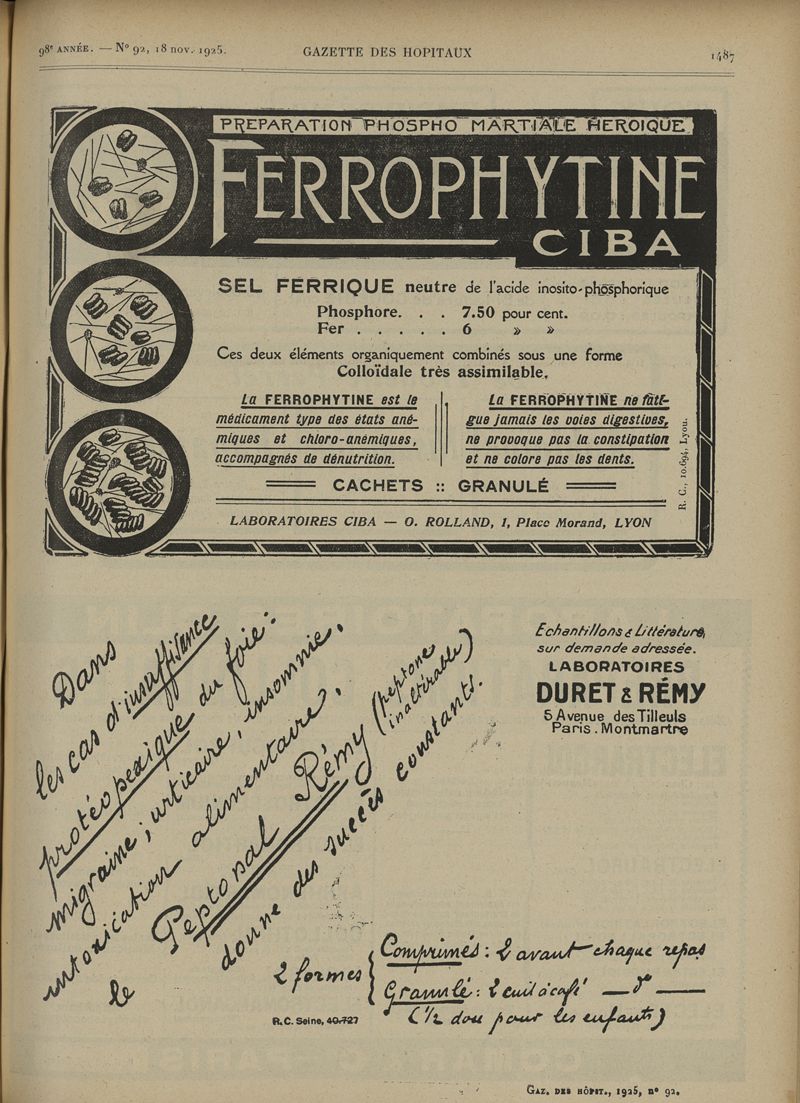 98e ANNÉE. — No 92, 18 nov. 1925.
GAZETTE DES HOPITAUX
1487
PREPARATION PHOSPHO MARTIALE HEROIQUE
FERROPHYTINE
CIBA
SEL FERRIQUE neutre de l'acide inosito-phosphorique
Phosphore. . . 7.50 pour cent.
Fer . . . . . 6 » »
Ces deux éléments organiquement combinés sous une forme
Colloïdale très assimilable.
La FERROPHYTINE est le
médicament type des états ané-
miques et chloro-anémiques,
accompagnés de dénutrition.
La FERROPHYTINE ne fati-
gue jamais les voies digestives,
ne provoque pas la constipation
et ne colore pas les dents.
CACHETS :: GRANULÉ
LABORATOIRES CIBA — O. ROLLAND, 1, Place Morand, LYON
R. C., 10.694, Lyon.
Dans
les cas d'insuffisance
protéopexique du foie :
migraine, urticaire, insomnie,
intoxication alimentaire,
le Peptonal Rémy (peptone
inaltérable)
donne des succès constants.
Echantillons & Littérature,
sur demande adressée.
LABORATOIRES
DURET & RÉMY
5 Avenue des Tilleuls
Paris. Montmartre
2 formes
Comprimés : 2 avant chaque repas
Granulé : 2 cuil à café — do —
(1/2 dose pour les enfants)
R. C. Seine, 40.727
GAZ. DES HÔPIT., 1925, no 92.